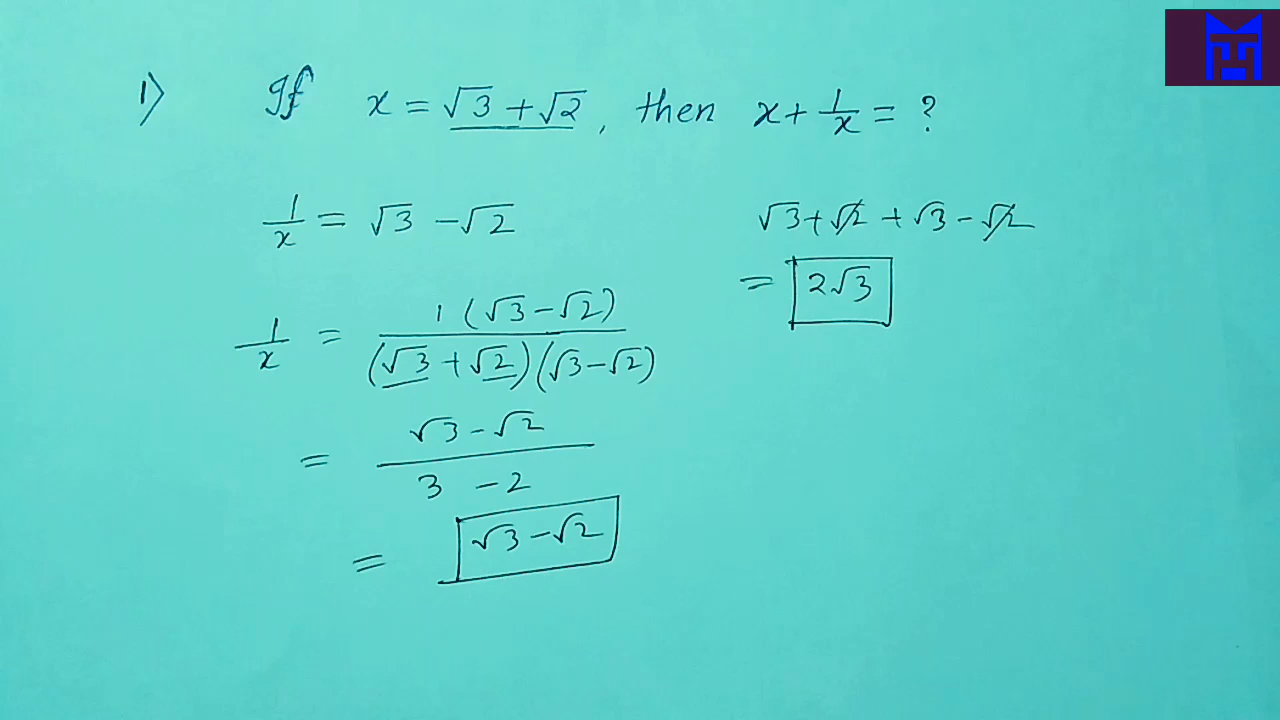 1) If x = √3 + √2, then x + 1/x = ?
1/x = √3 - √2
1/x = 1(√3 - √2) / (√3 + √2)(√3 - √2)
= √3 - √2 / 3 - 2
= √3 - √2
√3 + √2 + √3 - √2
= 2√3